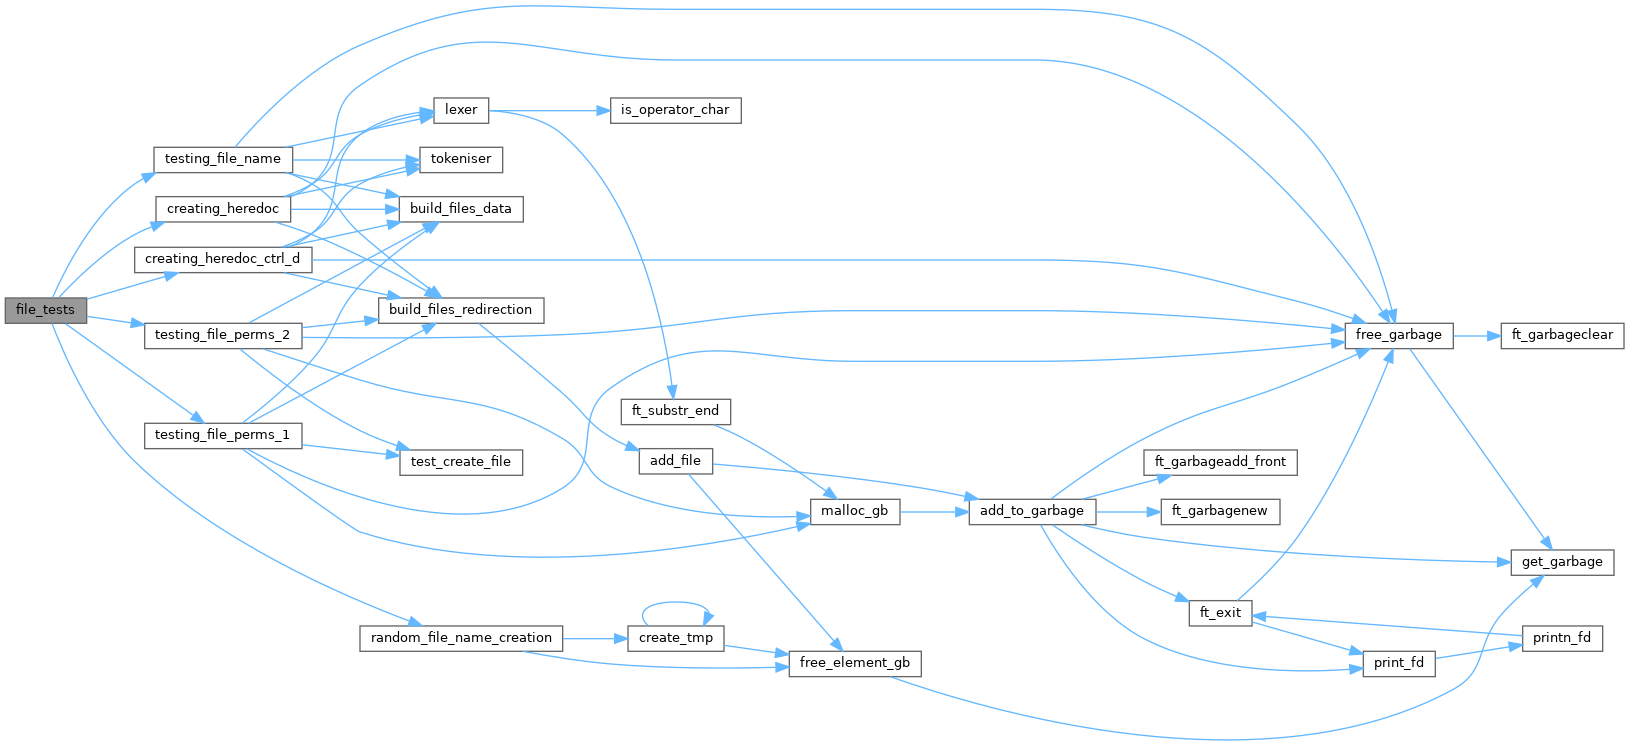 file_tests
testing_file_name
creating_heredoc
creating_heredoc_ctrl_d
testing_file_perms_2
testing_file_perms_1
random_file_name_creation
lexer
tokeniser
build_files_data
build_files_redirection
test_create_file
create_tmp
is_operator_char
ft_substr_end
add_file
malloc_gb
free_element_gb
add_to_garbage
ft_garbageadd_front
ft_garbagenew
ft_exit
free_garbage
print_fd
ft_garbageclear
get_garbage
printn_fd